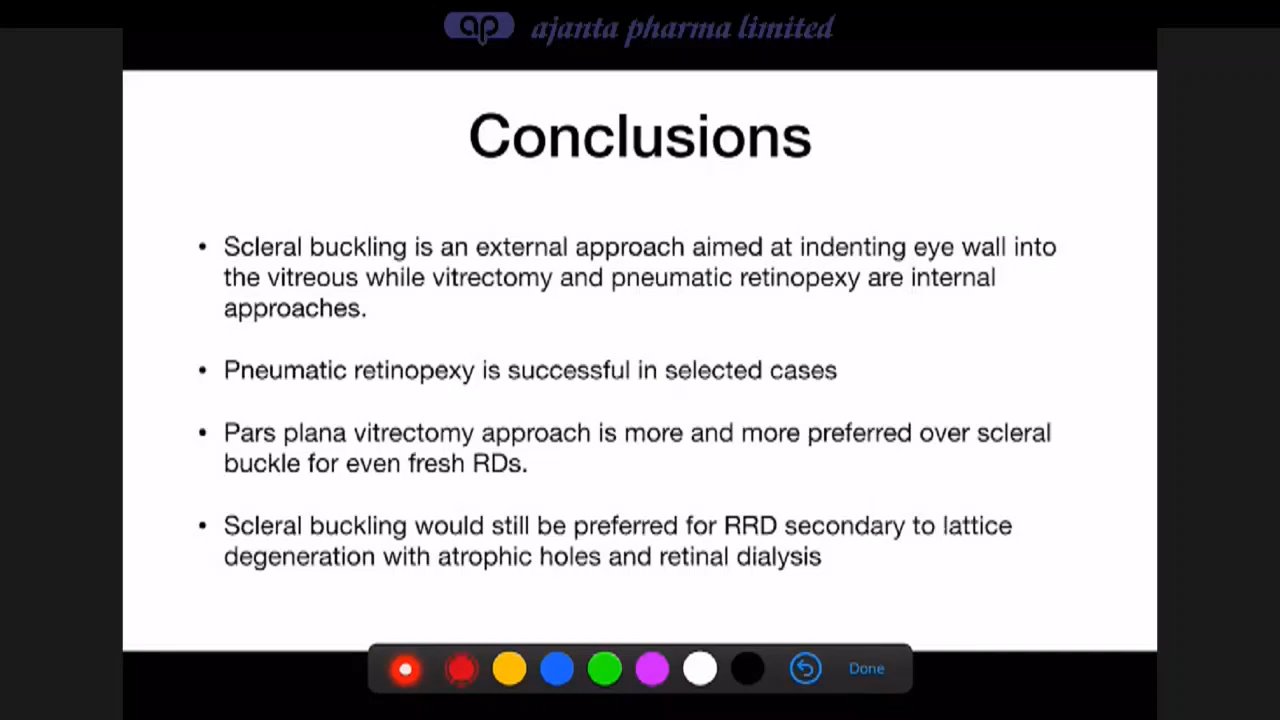 ap ajanta pharma limited
Conclusions
• Scleral buckling is an external approach aimed at indenting eye wall into
the vitreous while vitrectomy and pneumatic retinopexy are internal
approaches.
• Pneumatic retinopexy is successful in selected cases
• Pars plana vitrectomy approach is more and more preferred over scleral
buckle for even fresh RDs.
• Scleral buckling would still be preferred for RRD secondary to lattice
degeneration with atrophic holes and retinal dialysis
Done